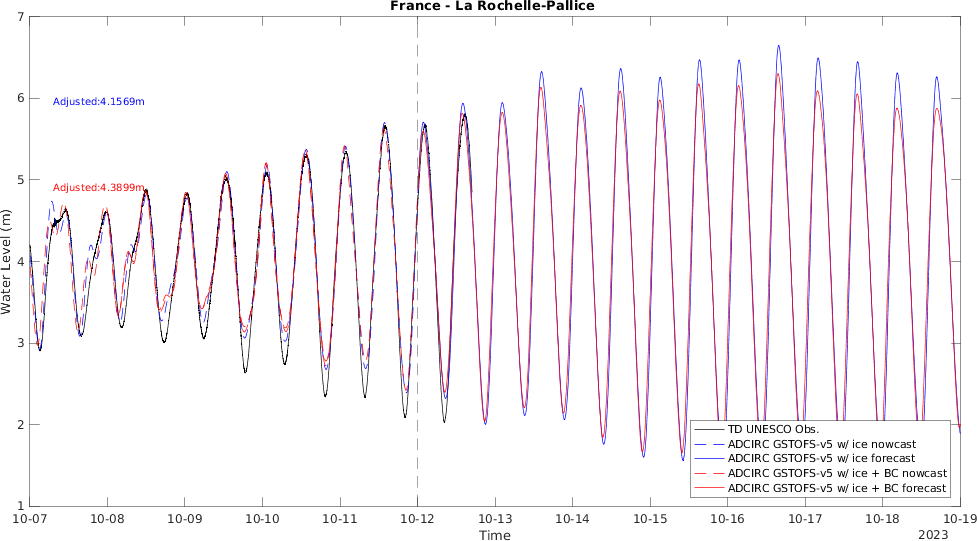 France - La Rochelle-Pallice
Water Level (m)
7
6
5
4
3
2
1
Adjusted:4.1569m
Adjusted:4.3899m
TD UNESCO Obs.
ADCIRC GSTOFS-v5 w/ ice nowcast
ADCIRC GSTOFS-v5 w/ ice forecast
ADCIRC GSTOFS-v5 w/ ice + BC nowcast
ADCIRC GSTOFS-v5 w/ ice + BC forecast
10-07 10-08 10-09 10-10 10-11 10-12 10-13 10-14 10-15 10-16 10-17 10-18 10-19
Time
2023